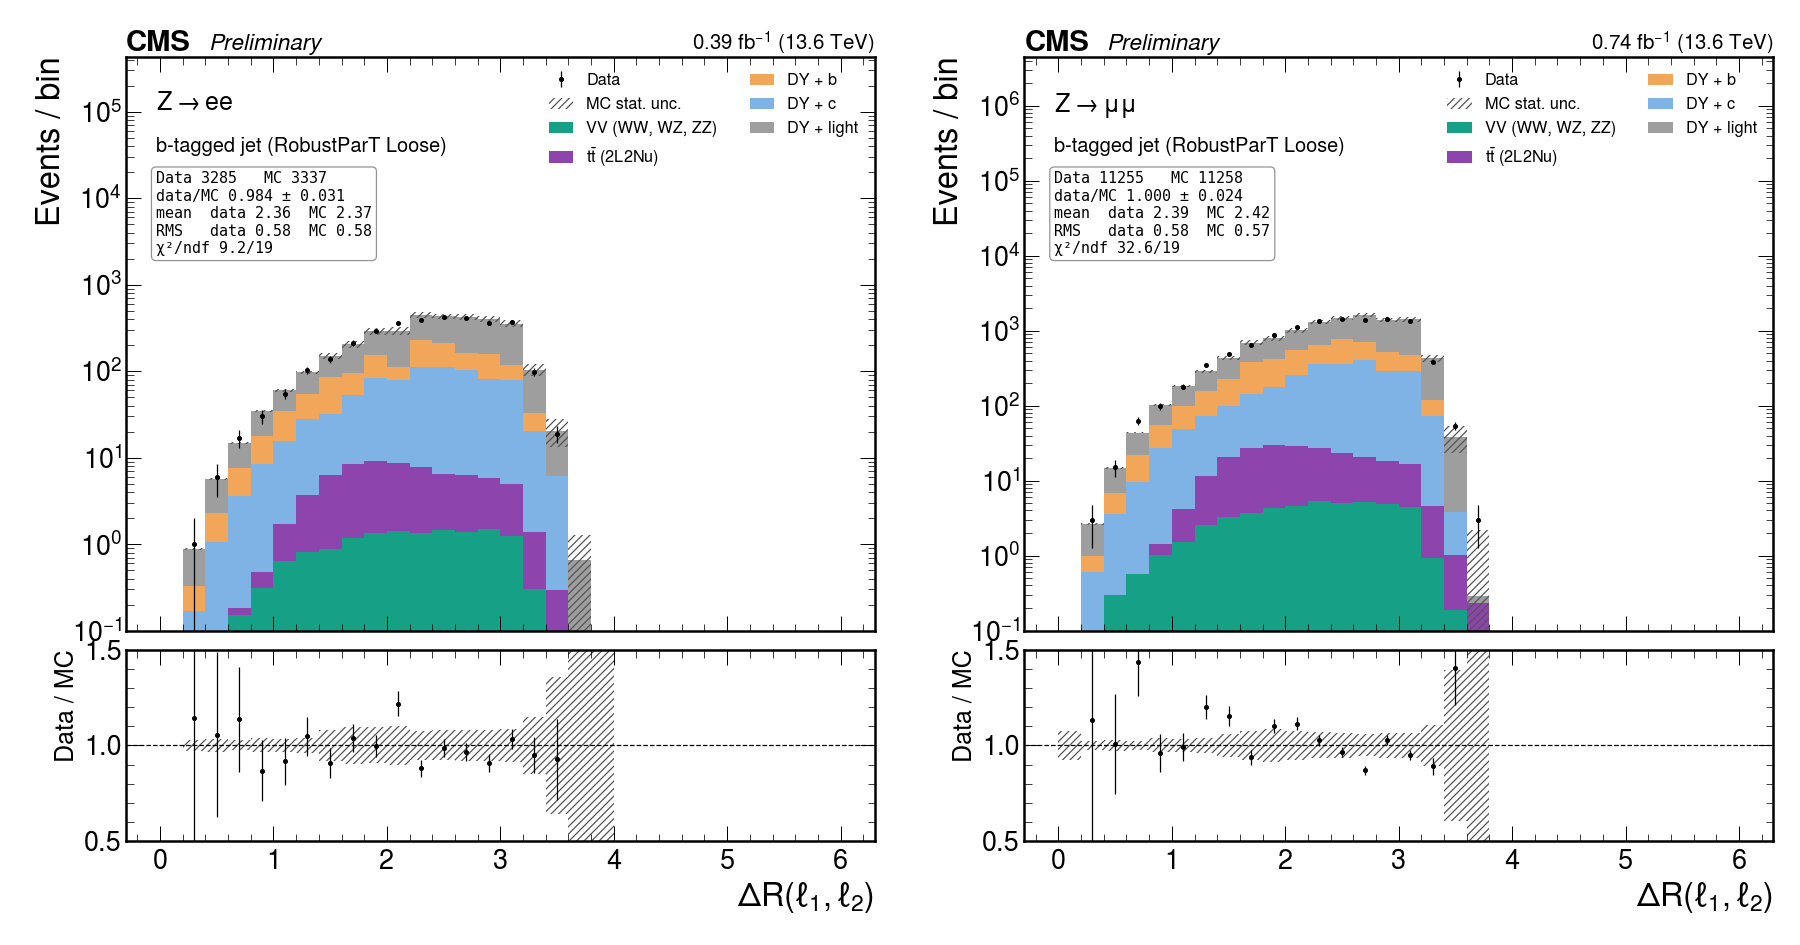 CMS Preliminary 0.39 fb⁻¹ (13.6 TeV)
Events / bin
Z → ee
b-tagged jet (RobustParT Loose)
Data 3285   MC 3337
data/MC 0.984 ± 0.031
mean  data 2.36  MC 2.37
RMS   data 0.58  MC 0.58
χ²/ndf 9.2/19
Data
MC stat. unc.
VV (WW, WZ, ZZ)
tt̄ (2L2Nu)
DY + b
DY + c
DY + light
10⁵
10⁴
10³
10²
10¹
10⁰
10⁻¹
Data / MC
1.5
1.0
0.5
0 1 2 3 4 5 6
ΔR(ℓ₁, ℓ₂)
CMS Preliminary 0.74 fb⁻¹ (13.6 TeV)
Events / bin
Z → μμ
b-tagged jet (RobustParT Loose)
Data 11255   MC 11258
data/MC 1.000 ± 0.024
mean  data 2.39  MC 2.42
RMS   data 0.58  MC 0.57
χ²/ndf 32.6/19
Data
MC stat. unc.
VV (WW, WZ, ZZ)
tt̄ (2L2Nu)
DY + b
DY + c
DY + light
10⁶
10⁵
10⁴
10³
10²
10¹
10⁰
10⁻¹
Data / MC
1.5
1.0
0.5
0 1 2 3 4 5 6
ΔR(ℓ₁, ℓ₂)